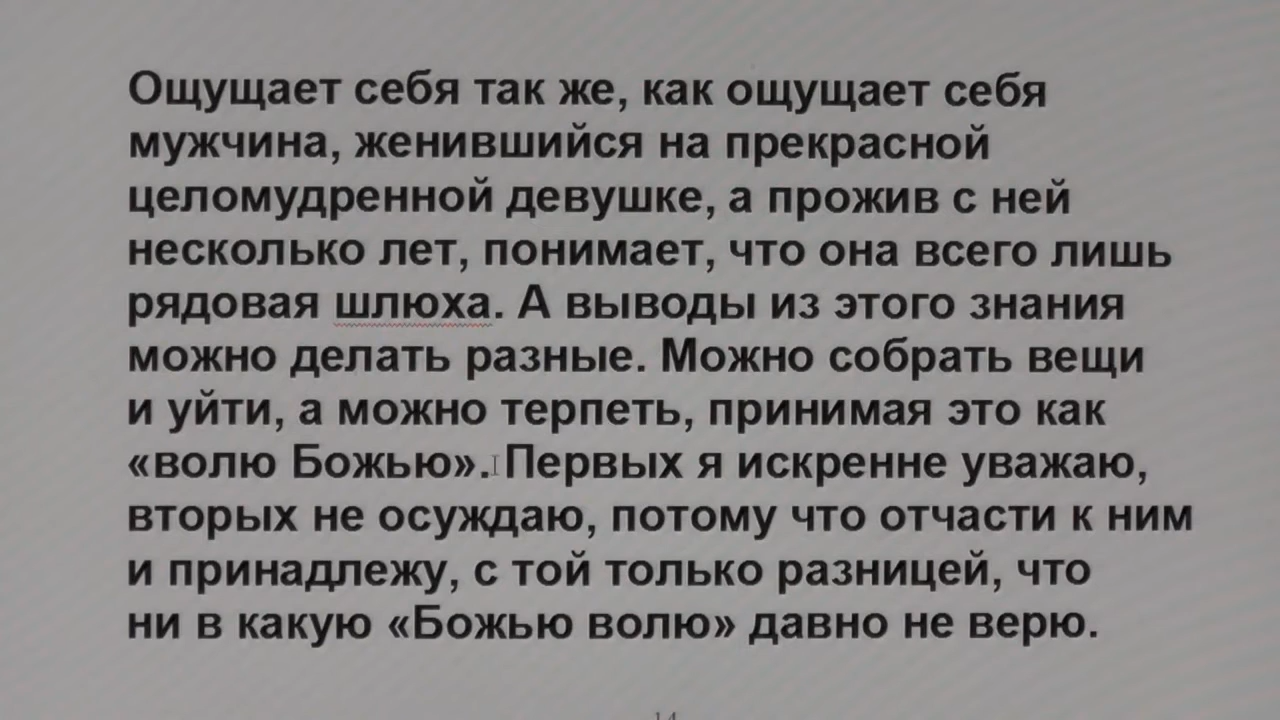 Ощущает себя так же, как ощущает себя
мужчина, женившийся на прекрасной
целомудренной девушке, а прожив с ней
несколько лет, понимает, что она всего лишь
рядовая шлюха. А выводы из этого знания
можно делать разные. Можно собрать вещи
и уйти, а можно терпеть, принимая это как
«волю Божью». Первых я искренне уважаю,
вторых не осуждаю, потому что отчасти к ним
и принадлежу, с той только разницей, что
ни в какую «Божью волю» давно не верю.